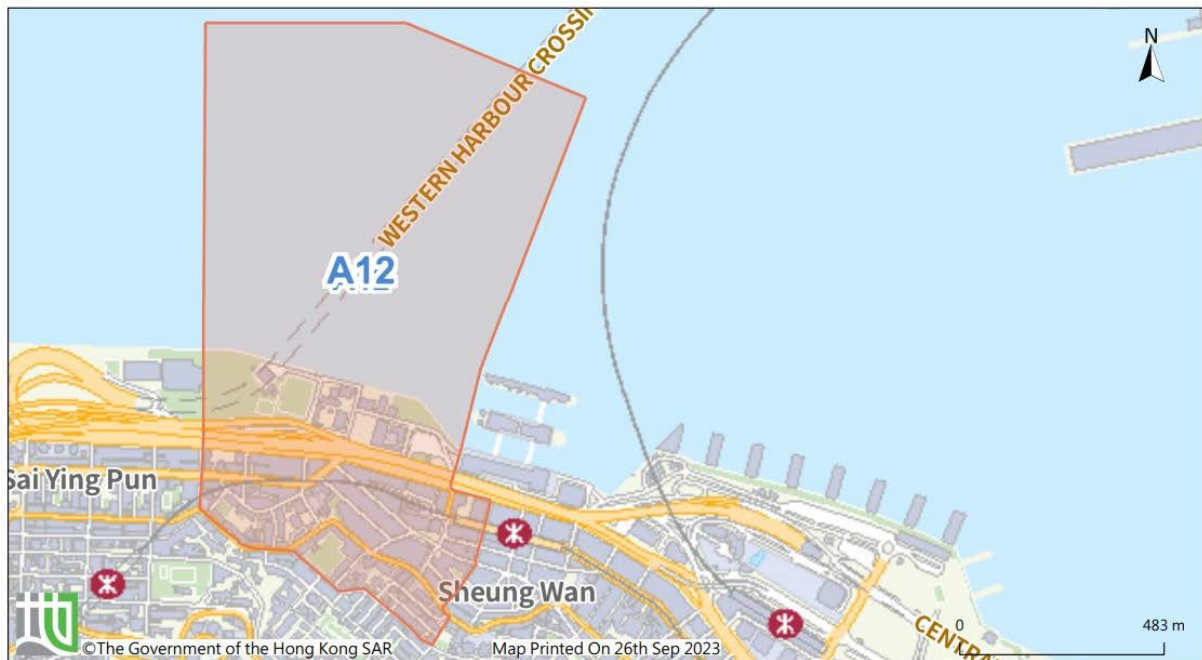 N
WESTERN HARBOUR CROSSIN
A12
Sai Ying Pun
Sheung Wan
CENTRA
0
483 m
©The Government of the Hong Kong SAR
Map Printed On 26th Sep 2023